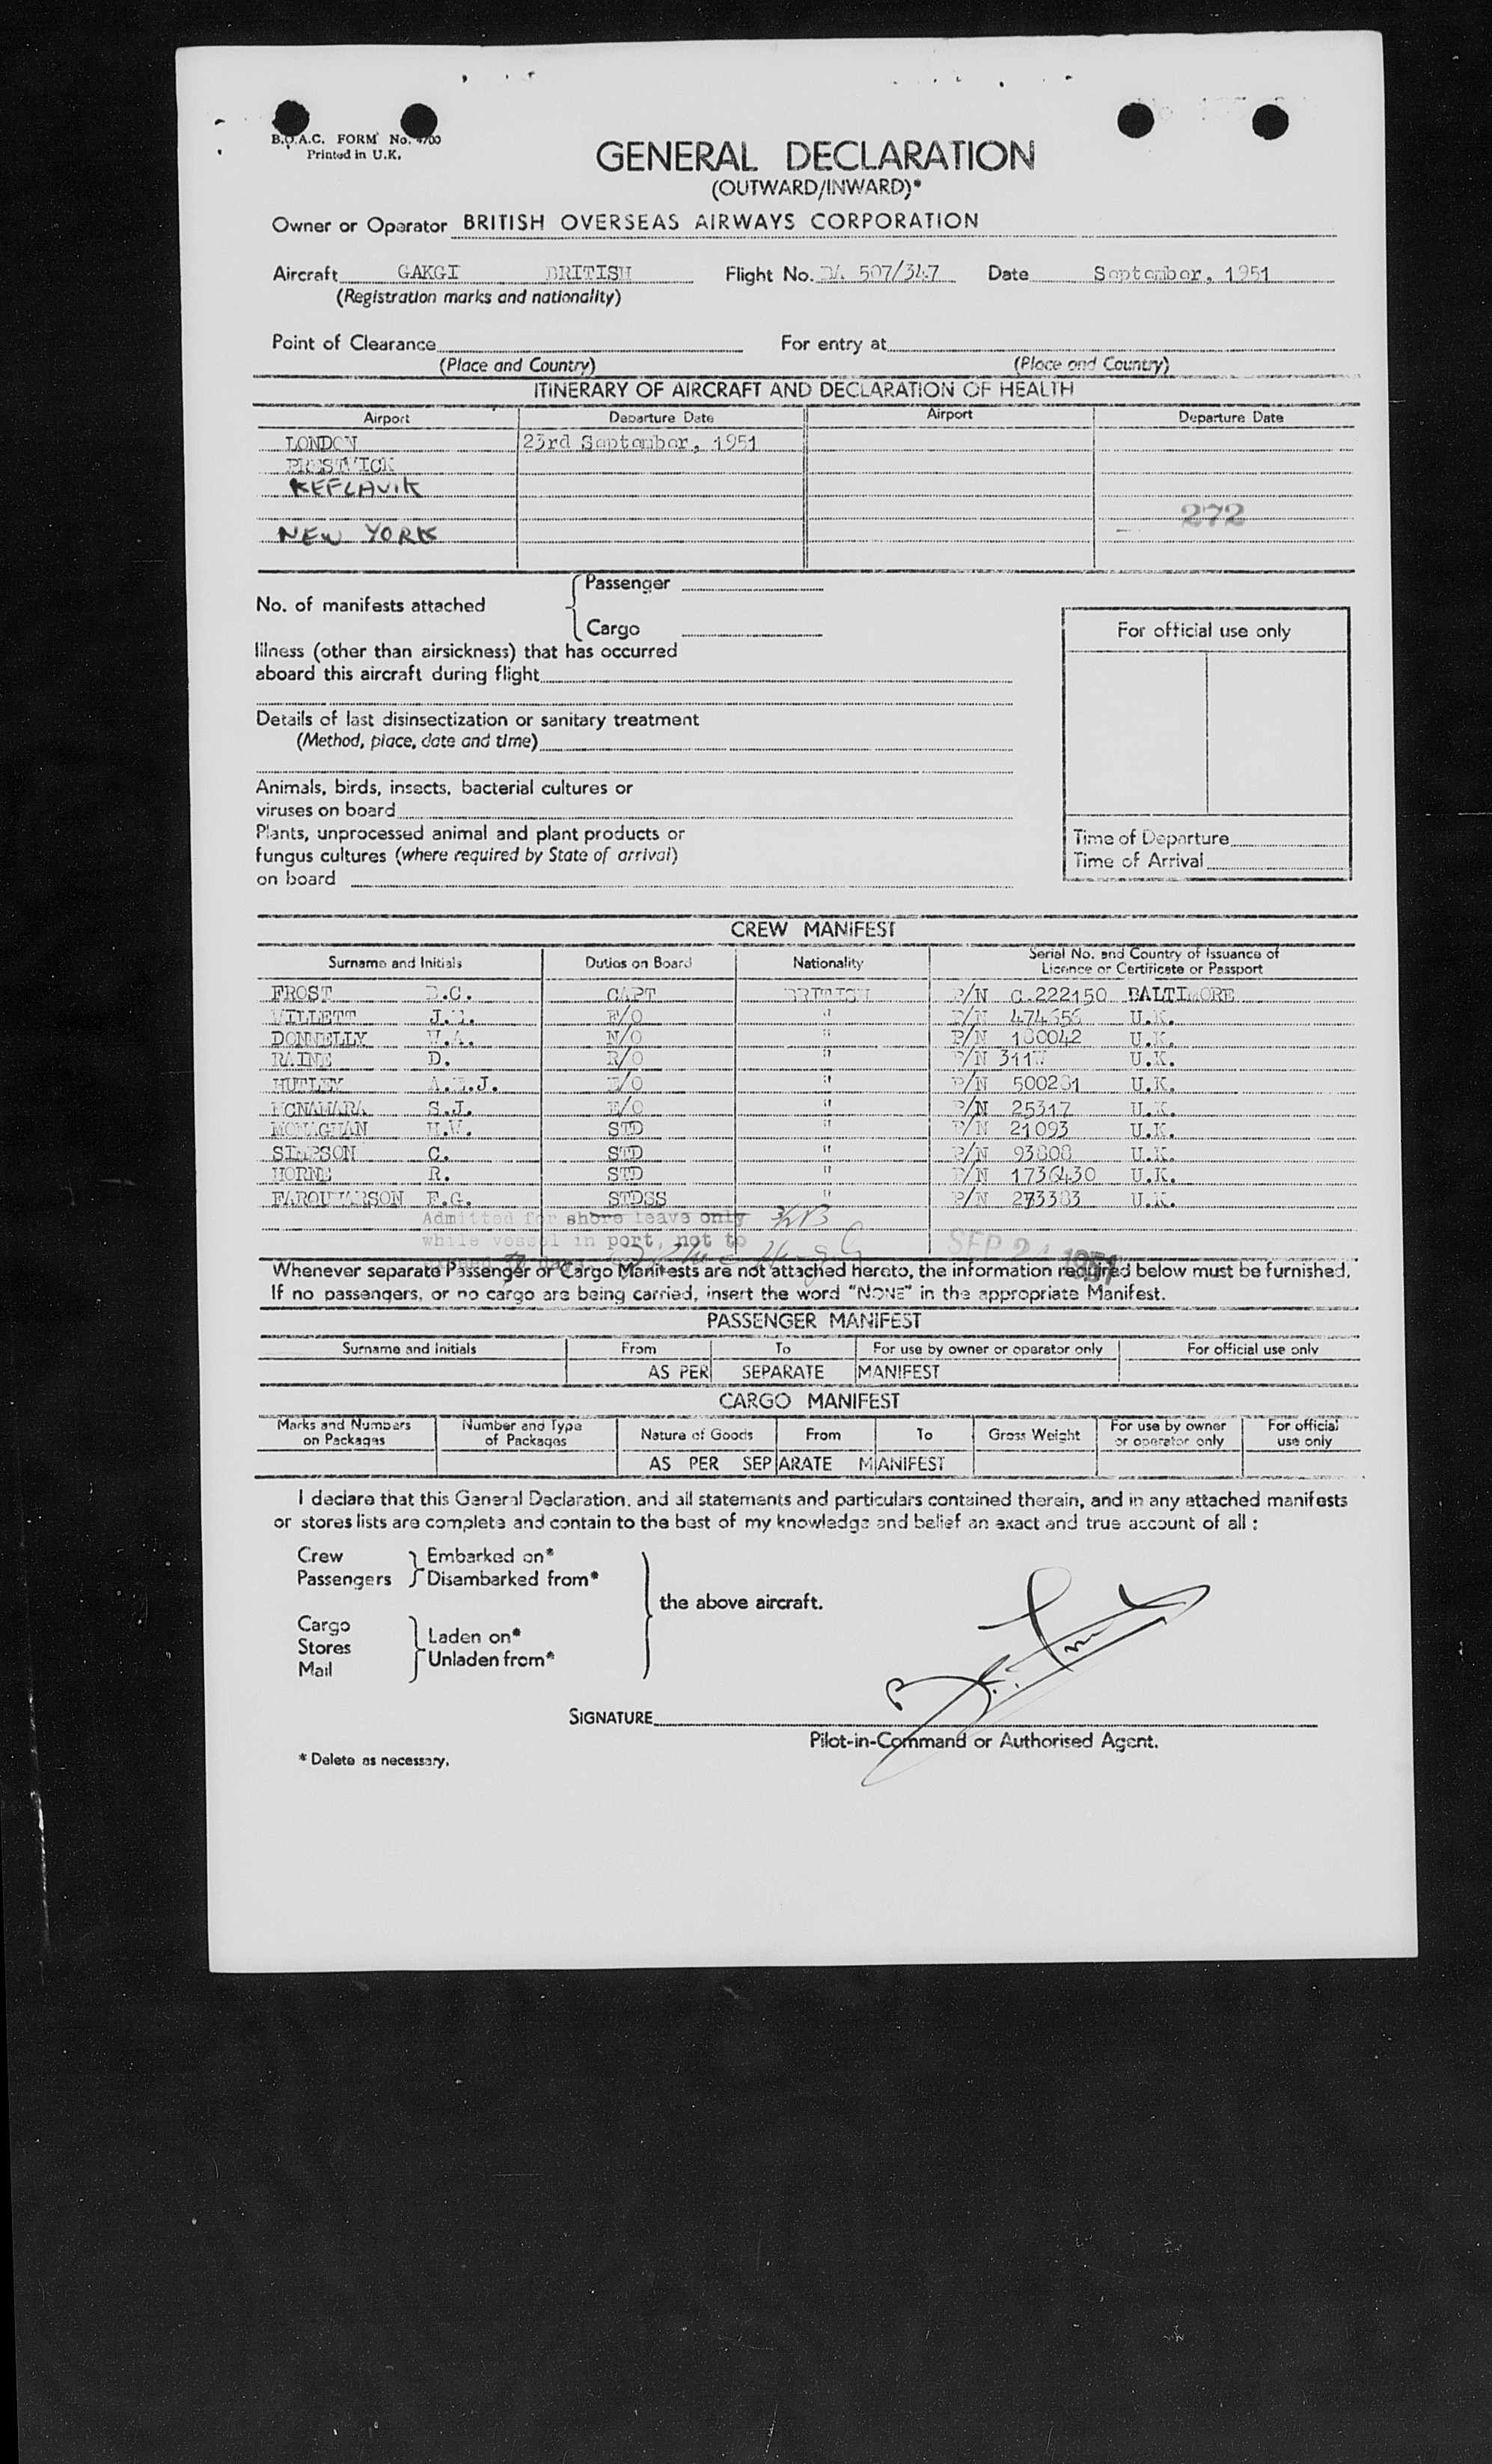 B.O.A.C. FORM No. 4700
Printed in U.K.
GENERAL DECLARATION
(OUTWARD/INWARD)*
Owner or Operator BRITISH OVERSEAS AIRWAYS CORPORATION
Aircraft GAKGI BRITISH Flight No. BA 507/347 Date September, 1951
(Registration marks and nationality)
Point of Clearance For entry at
(Place and Country) (Place and Country)
ITINERARY OF AIRCRAFT AND DECLARATION OF HEALTH
Airport Departure Date Airport Departure Date
LONDON 23rd September, 1951
PRESTWICK
KEFLAVIK
272
NEW YORK
Passenger
No. of manifests attached
Cargo
For official use only
Illness (other than airsickness) that has occurred
aboard this aircraft during flight
Details of last disinsectization or sanitary treatment
(Method, place, date and time)
Animals, birds, insects, bacterial cultures or
viruses on board
Plants, unprocessed animal and plant products or
fungus cultures (where required by State of arrival)
on board
Time of Departure
Time of Arrival
CREW MANIFEST
Surname and Initials Duties on Board Nationality Serial No. and Country of Issuance of
Licence or Certificate or Passport
FROST .C. CAPT BRITISH P/N C.222150 BALTIMORE
WILLETT J. F/O " P/N U.K.
DONNELLY W.A. N/O " P/N 180042 U.K.
RAINE D. R/O " P/N U.K.
HUTLEY A. .J. E/O " P/N 500281 U.K.
MCNAMARA S.J. E/O " P/N 25317 U.K.
MONAGHAN H.W. STD " P/N 21093 U.K.
SIMPSON C. STD " P/N 93808 U.K.
HORNE R. STD " P/N 1736430 U.K.
FARQUHARSON F.G. STDSS " P/N 273383 U.K.
Admitted for shore leave only
while vessel in port, not to
exceed days
SEP 24 1951
Whenever separate Passenger or Cargo Manifests are not attached hereto, the information required below must be furnished.
If no passengers, or no cargo are being carried, insert the word "NONE" in the appropriate Manifest.
PASSENGER MANIFEST
Surname and Initials From To For use by owner or operator only For official use only
AS PER SEPARATE MANIFEST
CARGO MANIFEST
Marks and Numbers on Packages Number and Type of Packages Nature of Goods From To Gross Weight For use by owner or operator only For official use only
AS PER SEPARATE MANIFEST
I declare that this General Declaration, and all statements and particulars contained therein, and in any attached manifests
or stores lists are complete and contain to the best of my knowledge and belief an exact and true account of all :
Crew Embarked on*
Passengers Disembarked from*
the above aircraft.
Cargo
Laden on*
Stores
Unladen from*
Mail
SIGNATURE
Pilot-in-Command or Authorised Agent.
* Delete as necessary.